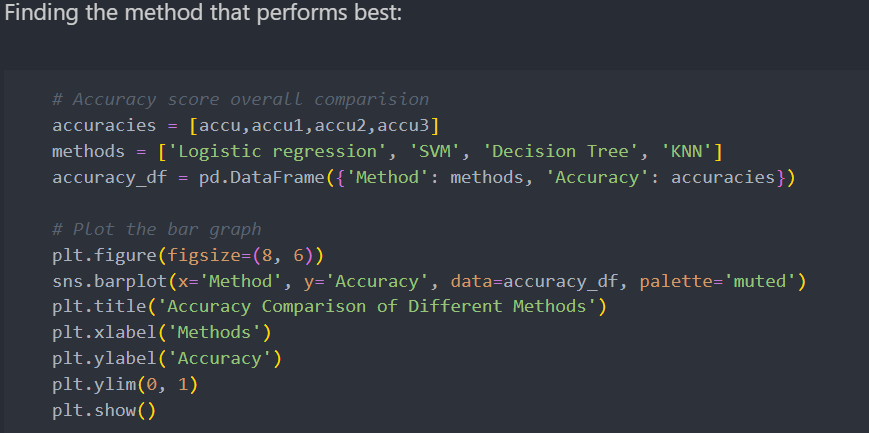 Finding the method that performs best:
# Accuracy score overall comparision
accuracies = [accu,accu1,accu2,accu3]
methods = ['Logistic regression', 'SVM', 'Decision Tree', 'KNN']
accuracy_df = pd.DataFrame({'Method': methods, 'Accuracy': accuracies})
# Plot the bar graph
plt.figure(figsize=(8, 6))
sns.barplot(x='Method', y='Accuracy', data=accuracy_df, palette='muted')
plt.title('Accuracy Comparison of Different Methods')
plt.xlabel('Methods')
plt.ylabel('Accuracy')
plt.ylim(0, 1)
plt.show()